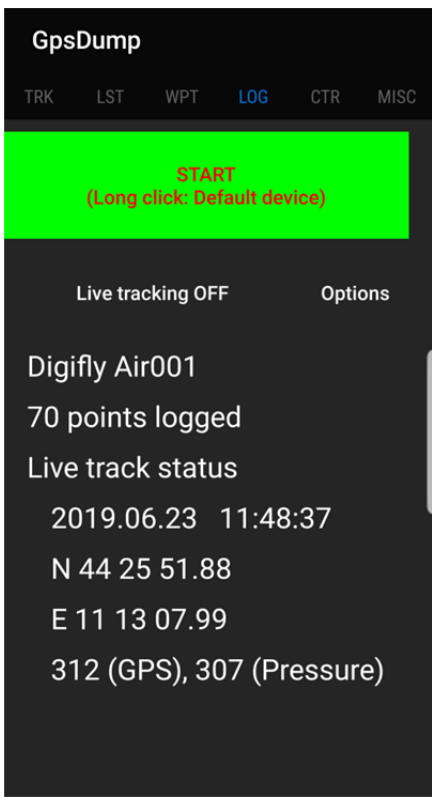 GpsDump
TRK LST WPT LOG CTR MISC
START
(Long click: Default device)
Live tracking OFF Options
Digifly Air001
70 points logged
Live track status
2019.06.23 11:48:37
N 44 25 51.88
E 11 13 07.99
312 (GPS), 307 (Pressure)